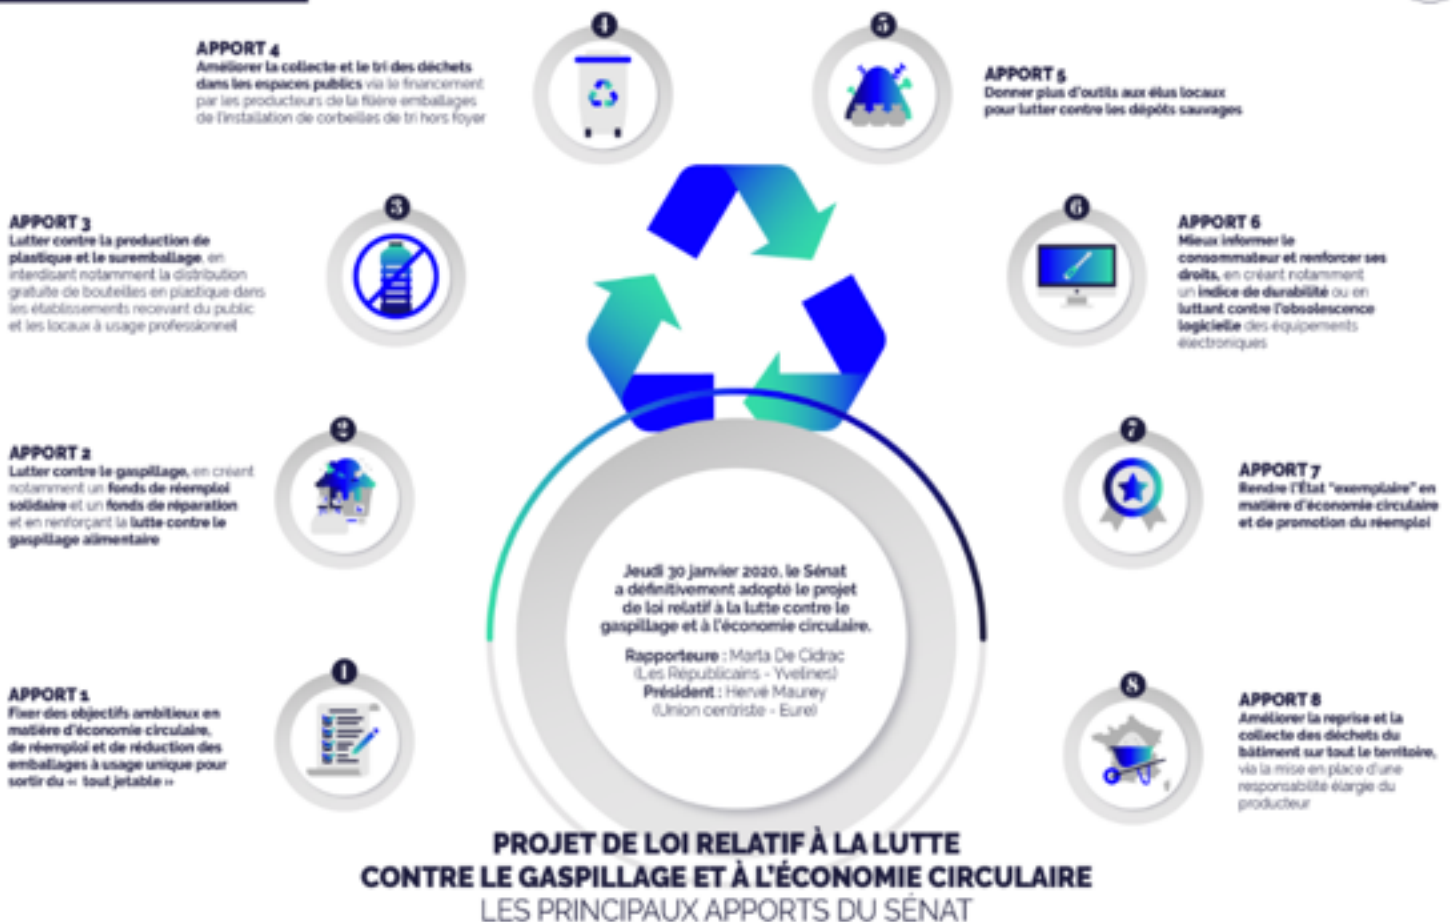 4
APPORT 4
Améliorer la collecte et le tri des déchets
dans les espaces publics via le financement
par les producteurs de la filière emballages
de l'installation de corbeilles de tri hors foyer
5
APPORT 5
Donner plus d'outils aux élus locaux
pour lutter contre les dépôts sauvages
3
APPORT 3
Lutter contre la production de
plastique et le suremballage, en
interdisant notamment la distribution
gratuite de bouteilles en plastique dans
les établissements recevant du public
et les locaux à usage professionnel
6
APPORT 6
Mieux informer le
consommateur et renforcer ses
droits, en créant notamment
un indice de durabilité ou en
luttant contre l'obsolescence
logicielle des équipements
électroniques
2
APPORT 2
Lutter contre le gaspillage, en créant
notamment un fonds de réemploi
solidaire et un fonds de réparation
et en renforçant la lutte contre le
gaspillage alimentaire
7
APPORT 7
Rendre l'État "exemplaire" en
matière d'économie circulaire
et de promotion du réemploi
1
APPORT 1
Fixer des objectifs ambitieux en
matière d'économie circulaire,
de réemploi et de réduction des
emballages à usage unique pour
sortir du « tout jetable »
8
APPORT 8
Améliorer la reprise et la
collecte des déchets du
bâtiment sur tout le territoire,
via la mise en place d'une
responsabilité élargie du
producteur
Jeudi 30 janvier 2020, le Sénat
a définitivement adopté le projet
de loi relatif à la lutte contre le
gaspillage et à l'économie circulaire.
Rapporteure : Marta De Cidrac
(Les Républicains - Yvelines)
Président : Hervé Maurey
(Union centriste - Eure)
PROJET DE LOI RELATIF À LA LUTTE
CONTRE LE GASPILLAGE ET À L'ÉCONOMIE CIRCULAIRE
LES PRINCIPAUX APPORTS DU SÉNAT